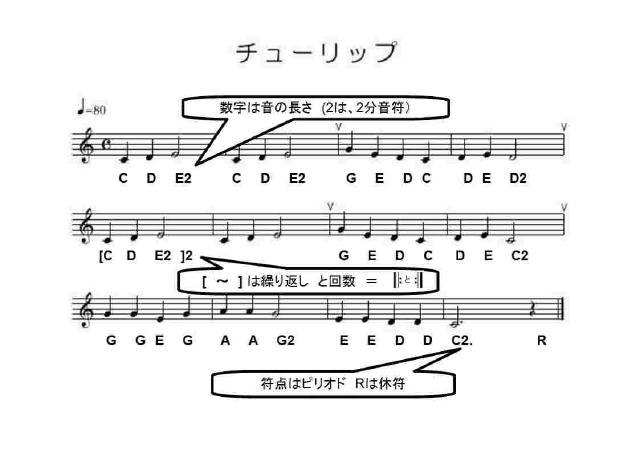 チューリップ
♩=80
数字は音の長さ (2は、2分音符)
C D E2 C D E2 G E D C D E D2
[C D E2 ]2 G E D C D E C2
[ ~ ] は繰り返し と回数 = 𝄆と𝄇
G G E G A A G2 E E D D C2. R
符点はピリオド Rは休符